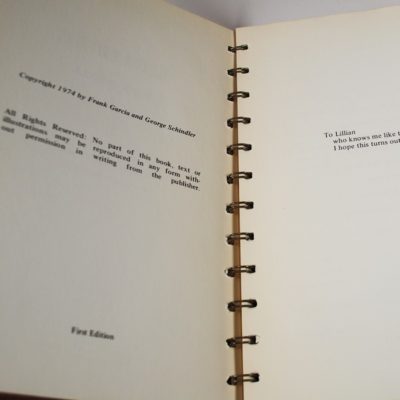 Copyright 1974 by Frank Garcia and George Schindler
All Rights Reserved: No part of this book, text or
illustrations may be reproduced in any form with-
out permission in writing from the publisher.
First Edition
To Lillian
who knows me like
I hope this turns out